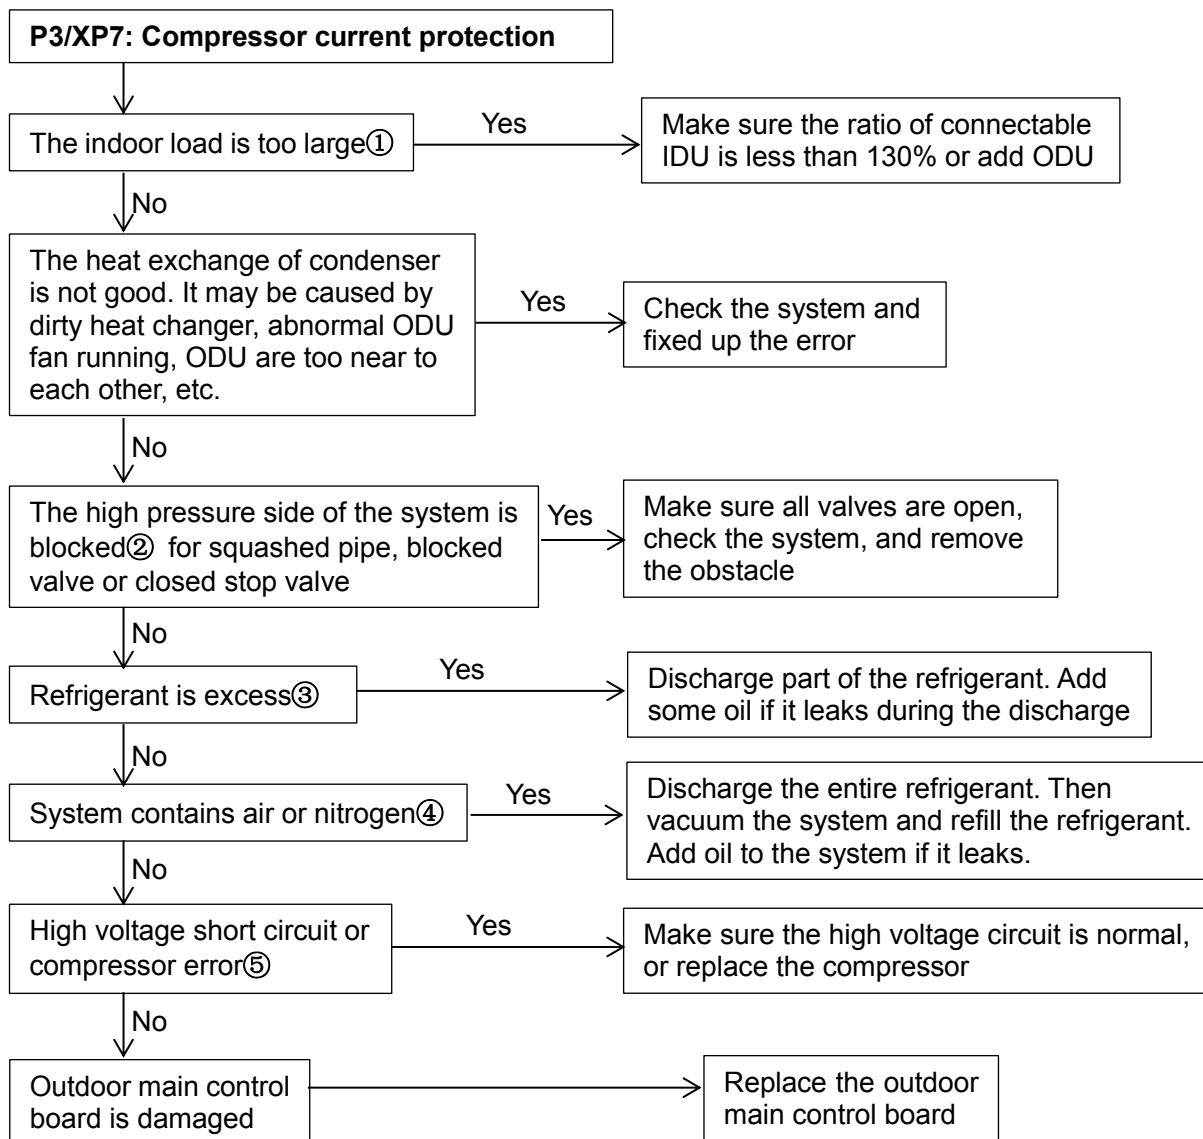 P3/XP7: Compressor current protection
The indoor load is too large①
Yes
Make sure the ratio of connectable
IDU is less than 130% or add ODU
No
The heat exchange of condenser
is not good. It may be caused by
dirty heat changer, abnormal ODU
fan running, ODU are too near to
each other, etc.
Yes
Check the system and
fixed up the error
No
The high pressure side of the system is
blocked② for squashed pipe, blocked
valve or closed stop valve
Yes
Make sure all valves are open,
check the system, and remove
the obstacle
No
Refrigerant is excess③
Yes
Discharge part of the refrigerant. Add
some oil if it leaks during the discharge
No
System contains air or nitrogen④
Yes
Discharge the entire refrigerant. Then
vacuum the system and refill the refrigerant.
Add oil to the system if it leaks.
No
High voltage short circuit or
compressor error⑤
Yes
Make sure the high voltage circuit is normal,
or replace the compressor
No
Outdoor main control
board is damaged
Replace the outdoor
main control board